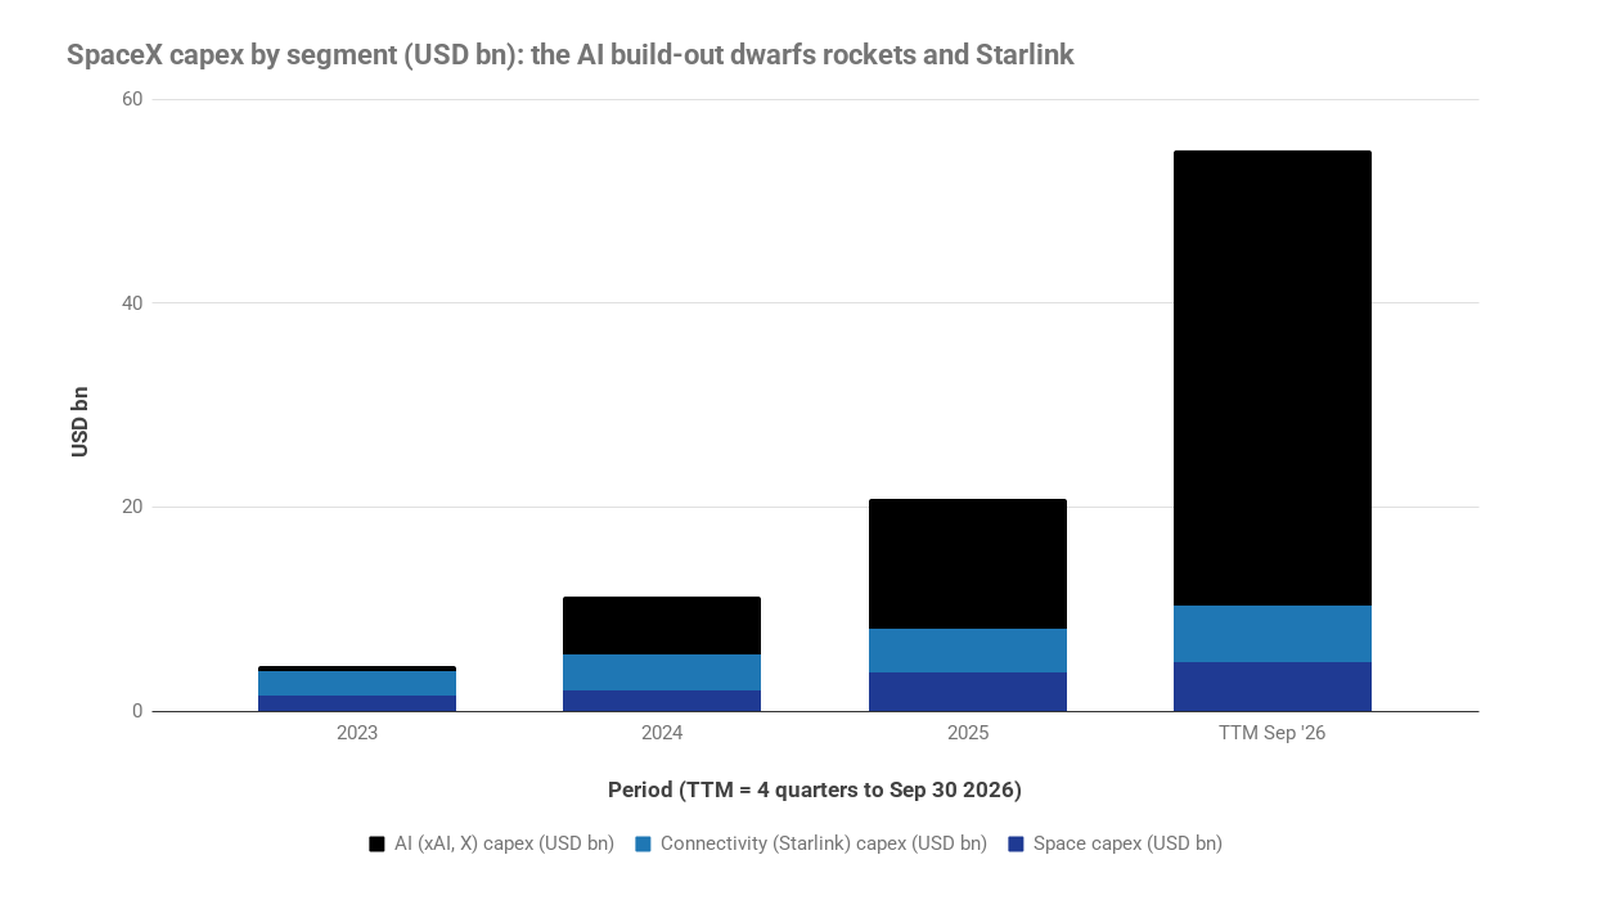 SpaceX capex by segment (USD bn): the AI build-out dwarfs rockets and Starlink
60
40
20
0
USD bn
2023
2024
2025
TTM Sep '26
Period (TTM = 4 quarters to Sep 30 2026)
AI (xAI, X) capex (USD bn)
Connectivity (Starlink) capex (USD bn)
Space capex (USD bn)